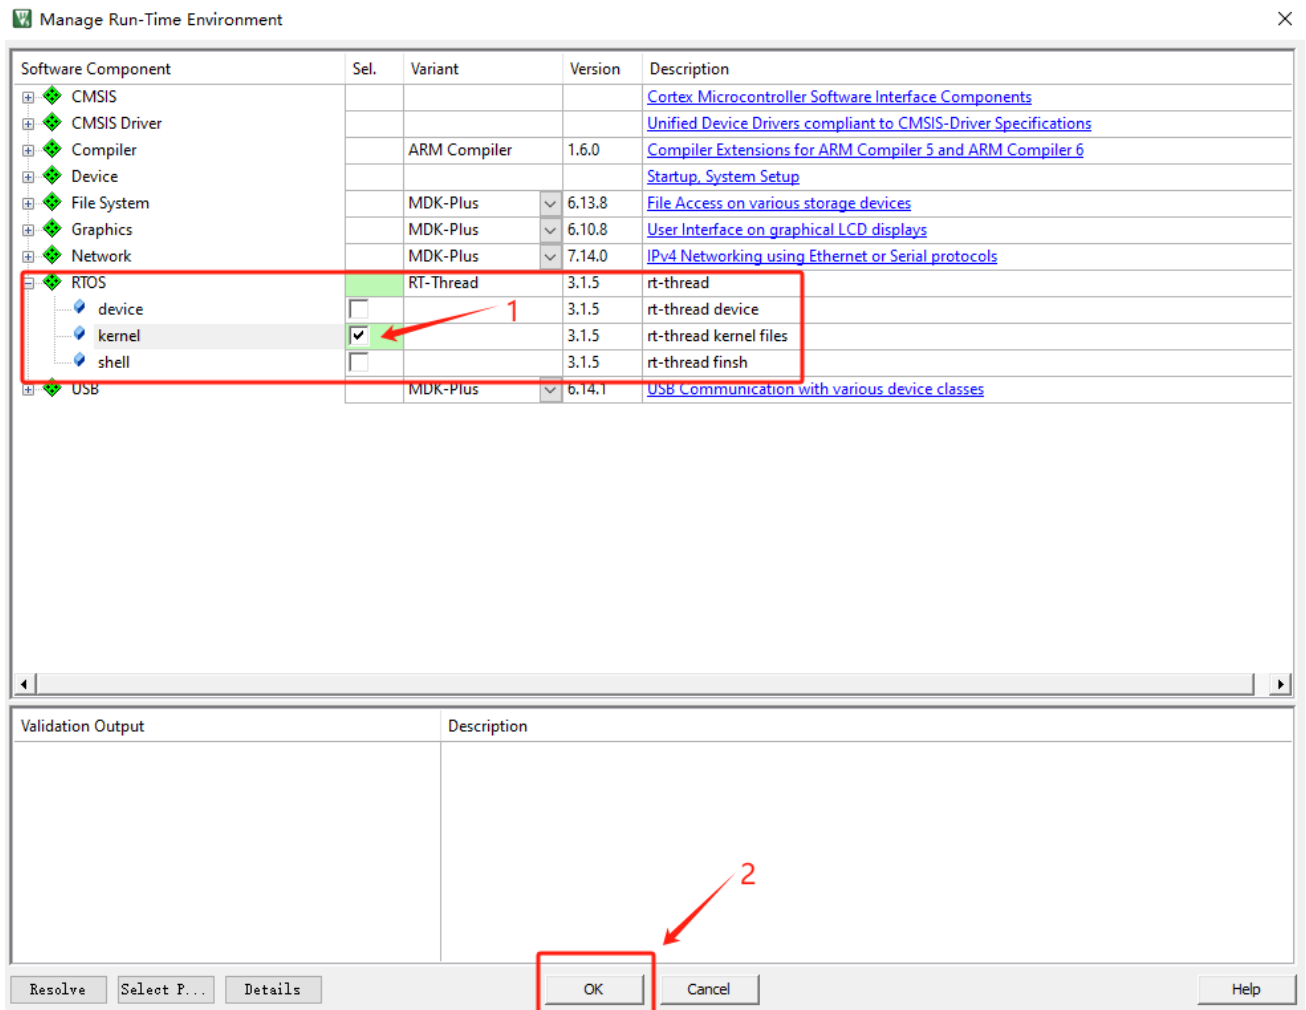 Manage Run-Time Environment
Software Component Sel. Variant Version Description
CMSIS Cortex Microcontroller Software Interface Components
CMSIS Driver Unified Device Drivers compliant to CMSIS-Driver Specifications
Compiler ARM Compiler 1.6.0 Compiler Extensions for ARM Compiler 5 and ARM Compiler 6
Device Startup, System Setup
File System MDK-Plus 6.13.8 File Access on various storage devices
Graphics MDK-Plus 6.10.8 User Interface on graphical LCD displays
Network MDK-Plus 7.14.0 IPv4 Networking using Ethernet or Serial protocols
RTOS RT-Thread 3.1.5 rt-thread
device 3.1.5 rt-thread device
1
kernel 3.1.5 rt-thread kernel files
shell 3.1.5 rt-thread finsh
USB MDK-Plus 6.14.1 USB Communication with various device classes
Validation Output Description
2
Resolve Select P... Details OK Cancel Help